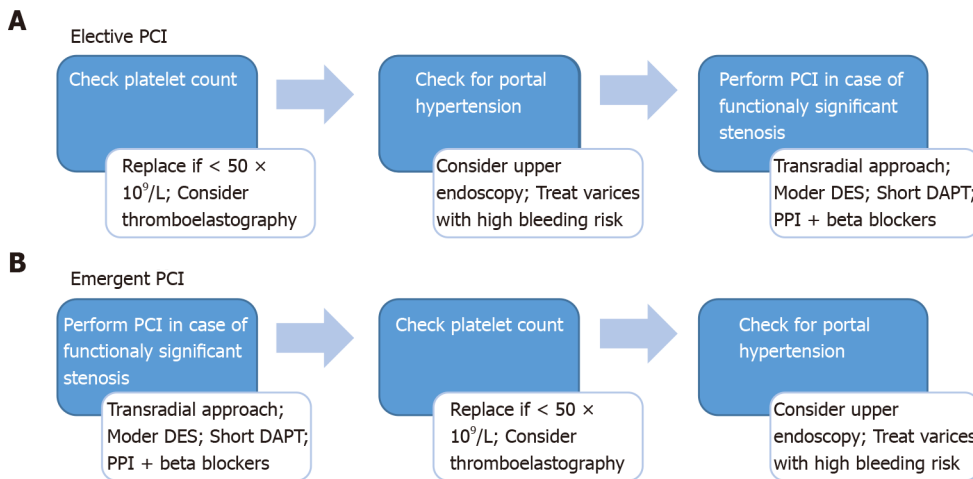 A
Elective PCI
Check platelet count
Replace if < 50 ×
10⁹/L; Consider
thromboelastography
Check for portal
hypertension
Consider upper
endoscopy; Treat varices
with high bleeding risk
Perform PCI in case of
functionaly significant
stenosis
Transradial approach;
Moder DES; Short DAPT;
PPI + beta blockers
B
Emergent PCI
Perform PCI in case of
functionaly significant
stenosis
Transradial approach;
Moder DES; Short DAPT;
PPI + beta blockers
Check platelet count
Replace if < 50 ×
10⁹/L; Consider
thromboelastography
Check for portal
hypertension
Consider upper
endoscopy; Treat varices
with high bleeding risk